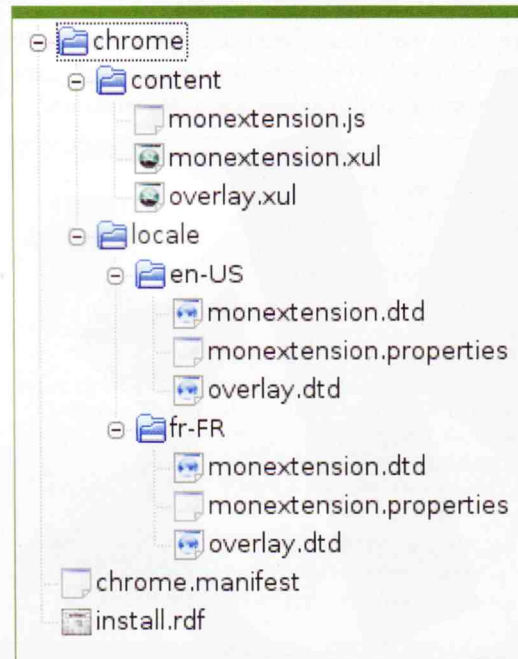 chrome
content
monextension.js
monextension.xul
overlay.xul
locale
en-US
monextension.dtd
monextension.properties
overlay.dtd
fr-FR
monextension.dtd
monextension.properties
overlay.dtd
chrome.manifest
install.rdf